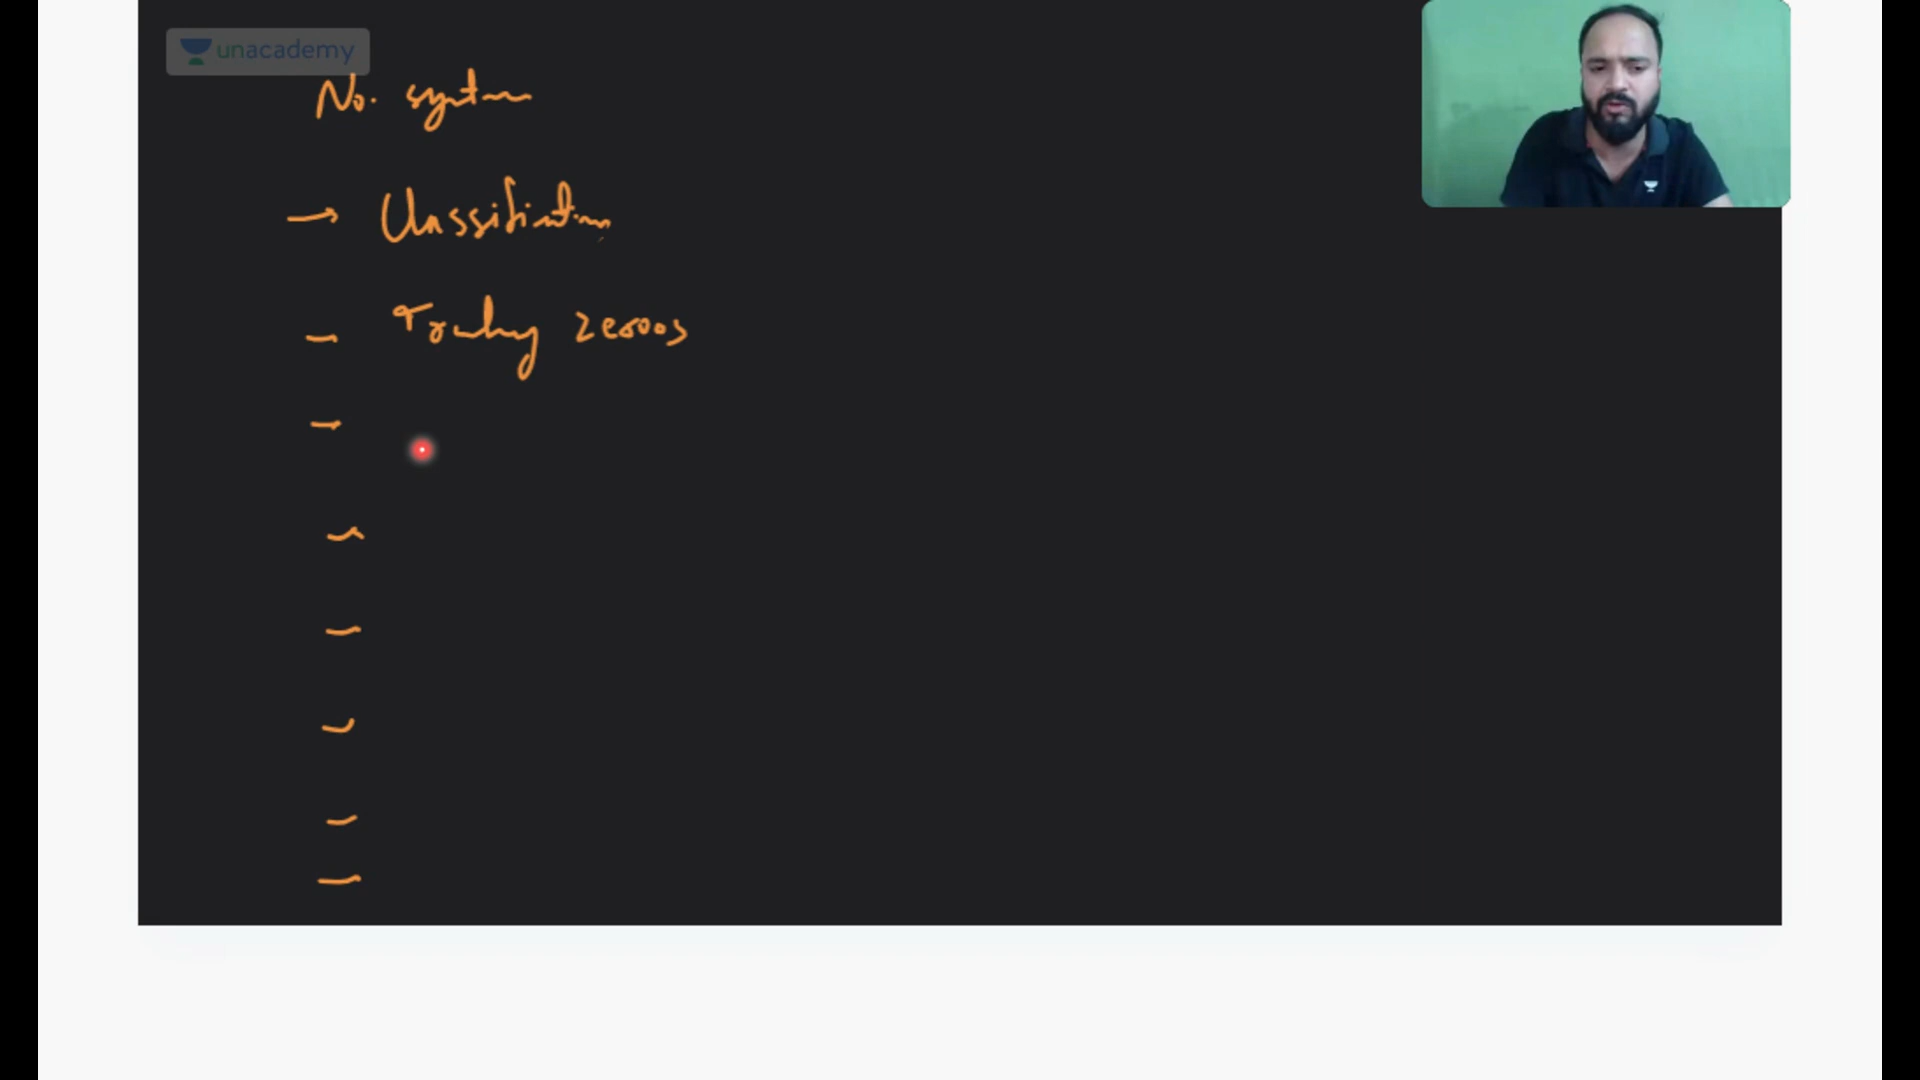 unacademy
No. system
→ Classification
- Trailing zeroes
-
-
-
-
-
-